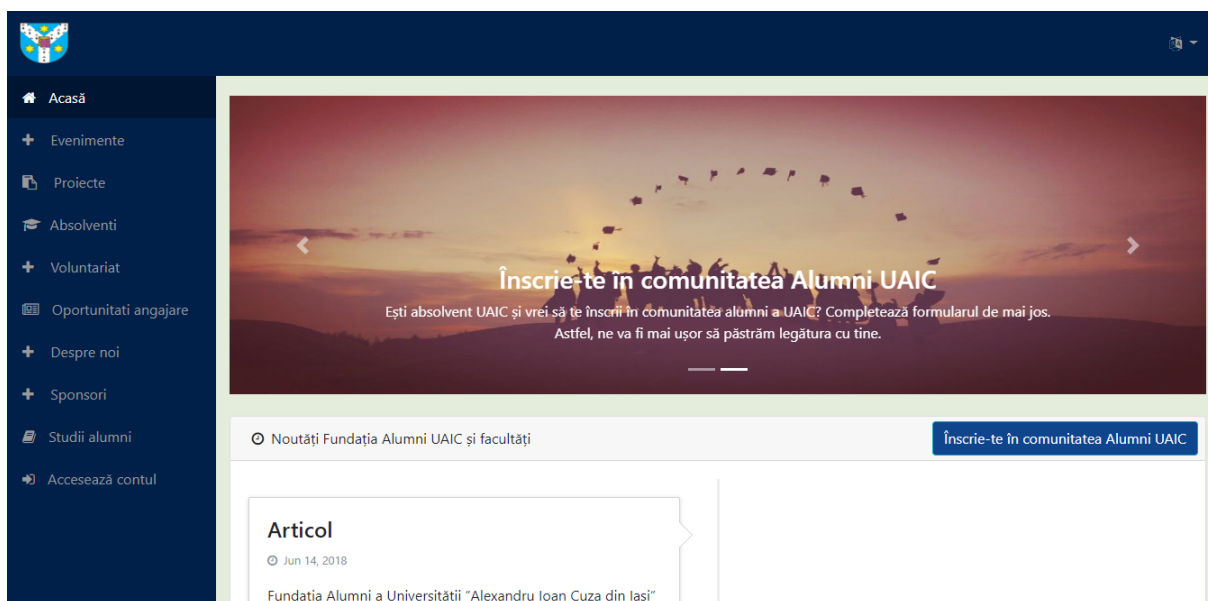 Acasă
Evenimente
Proiecte
Absolventi
Voluntariat
Oportunitati angajare
Despre noi
Sponsori
Studii alumni
Accesează contul
Înscrie-te în comunitatea Alumni UAIC
Ești absolvent UAIC și vrei să te înscrii în comunitatea alumni a UAIC? Completează formularul de mai jos.
Astfel, ne va fi mai ușor să păstrăm legătura cu tine.
Noutăți Fundația Alumni UAIC și facultăți
Înscrie-te în comunitatea Alumni UAIC
Articol
Jun 14, 2018
Fundația Alumni a Universității “Alexandru Ioan Cuza din Iași”